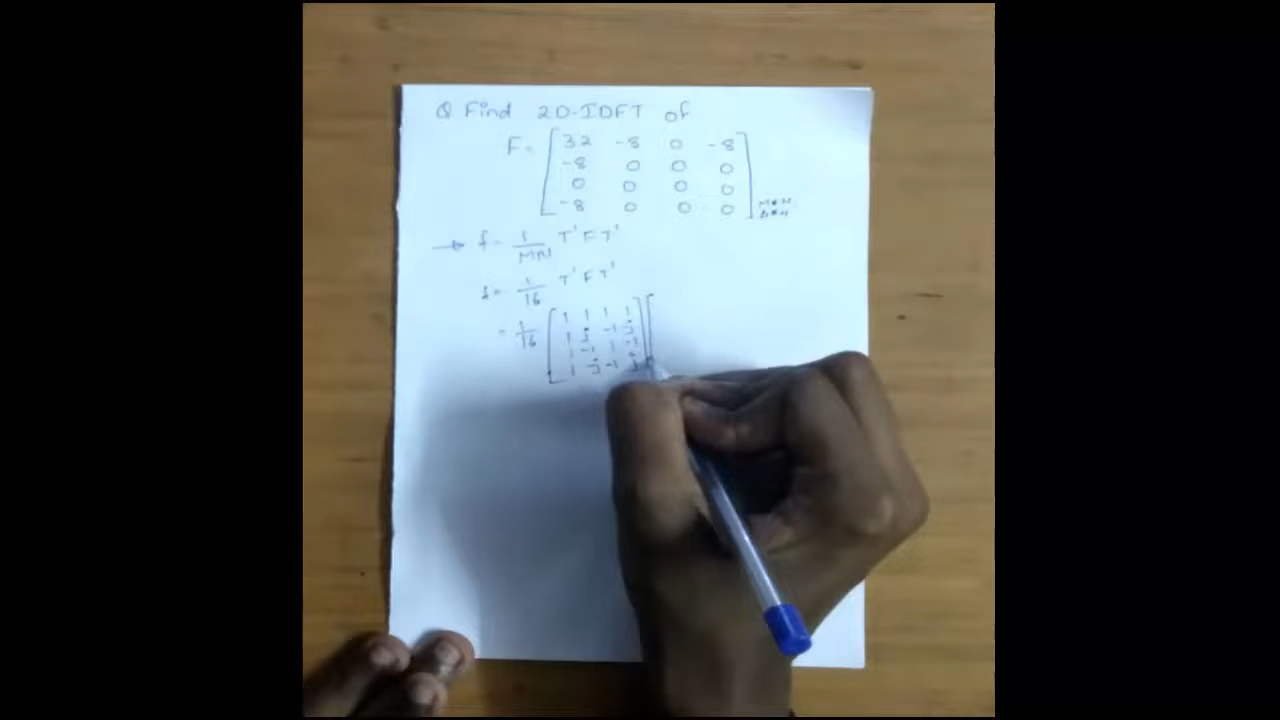 Q Find 2D-IDFT of
F = [ 32 -8 0 -8
-8 0 0 0
0 0 0 0
-8 0 0 0 ]
→ f = 1/MN T' F T'
f = 1/16 T' F T'
= 1/16 [ 1 1 1 1 ] [
1 j -1 -j
1 -1 1 -1
1 -j -1 j